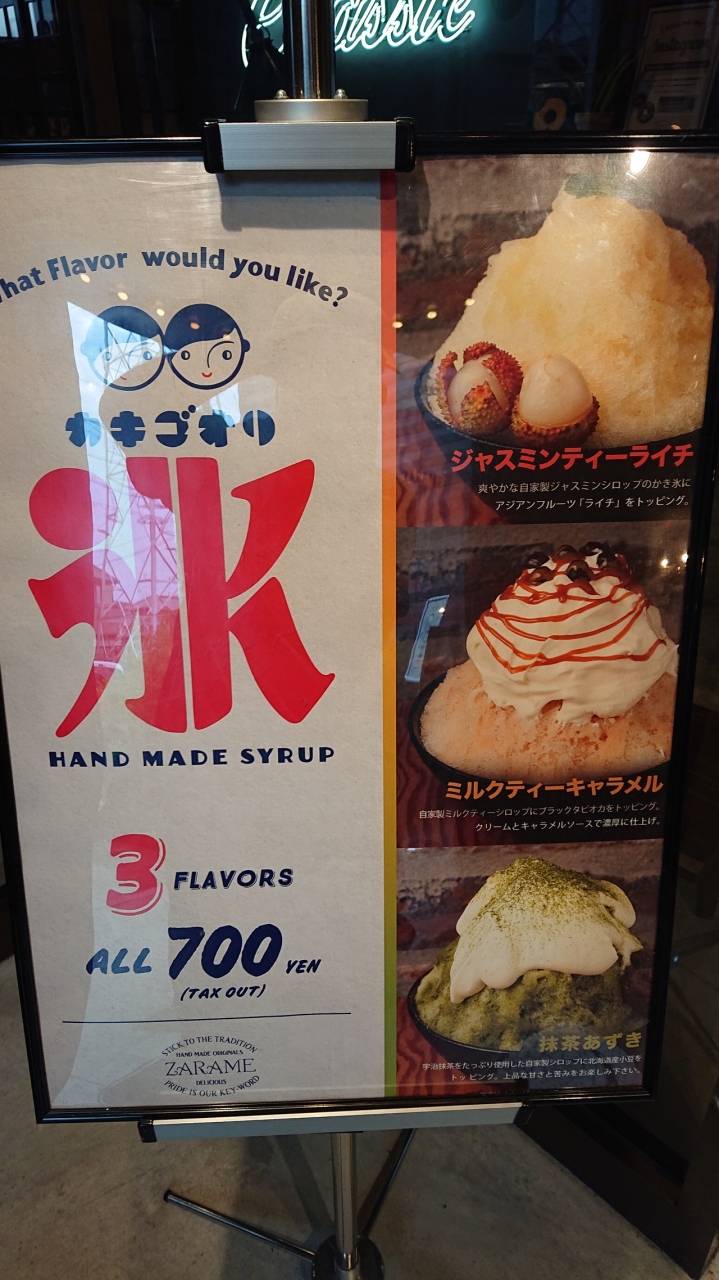 Classic
What Flavor would you like?
カキゴオリ
氷
HAND MADE SYRUP
3 FLAVORS
ALL 700 YEN
(TAX OUT)
STICK TO THE TRADITION
HAND MADE ORIGINALS
ZARAME
DELICIOUS
PRIDE IS OUR KEY-WORD
ジャスミンティーライチ
爽やかな自家製ジャスミンシロップのかき氷に
アジアンフルーツ「ライチ」をトッピング。
ミルクティーキャラメル
自家製ミルクティーシロップにブラックタピオカをトッピング。
クリームとキャラメルソースで濃厚に仕上げ。
抹茶あずき
宇治抹茶をたっぷり使用した自家製シロップに北海道産小豆を
トッピング。上品な甘さと苦みをお楽しみ下さい。